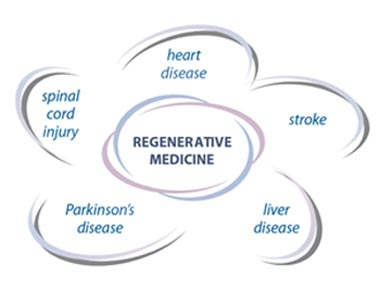 heart
disease
spinal
cord
injury
stroke
REGENERATIVE
MEDICINE
Parkinson's
disease
liver
disease